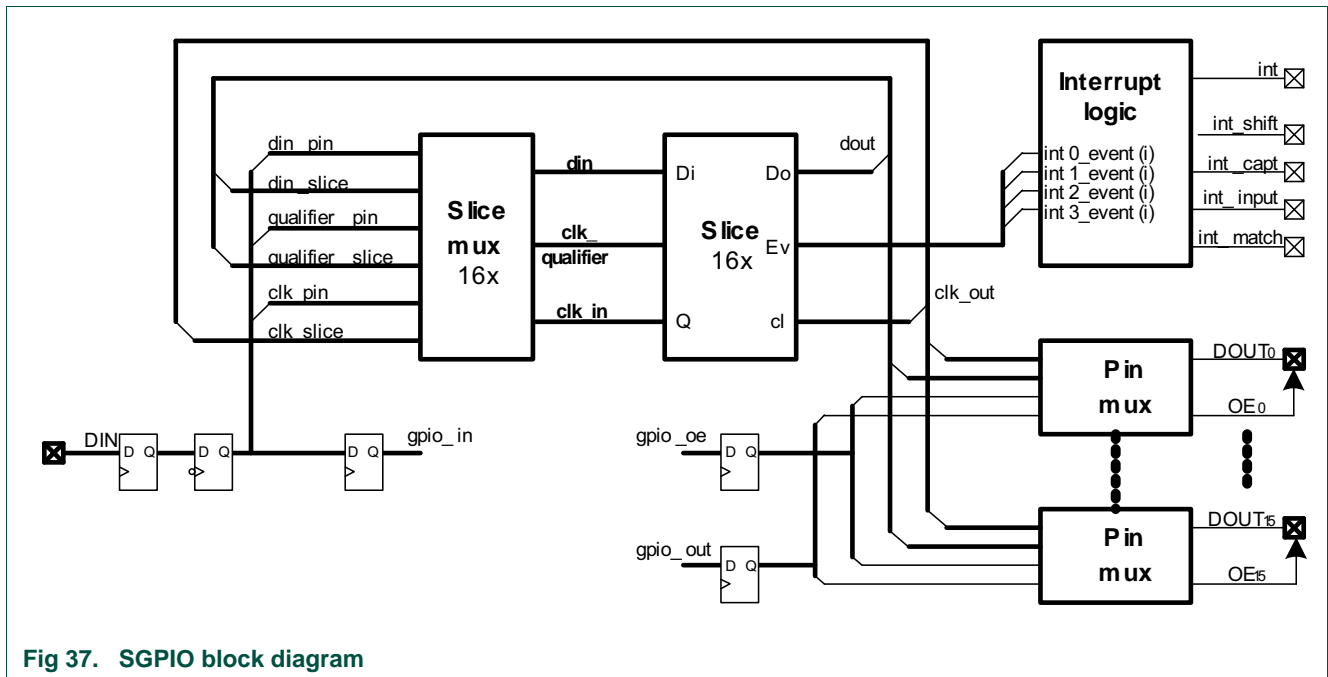 din_pin
din_slice
qualifier_pin
qualifier_slice
clk_pin
clk_slice
Slice
mux
16x
din
clk_
qualifier
clk_in
Di
Q
Slice
16x
Do
Ev
cl
dout
clk_out
Interrupt
logic
int 0_event (i)
int 1_event (i)
int 2_event (i)
int 3_event (i)
int
int_shift
int_capt
int_input
int_match
DIN
D Q
D Q
D Q
gpio_in
gpio_oe
D Q
gpio_out
D Q
Pin
mux
DOUT0
OE0
Pin
mux
DOUT15
OE15
Fig 37. SGPIO block diagram